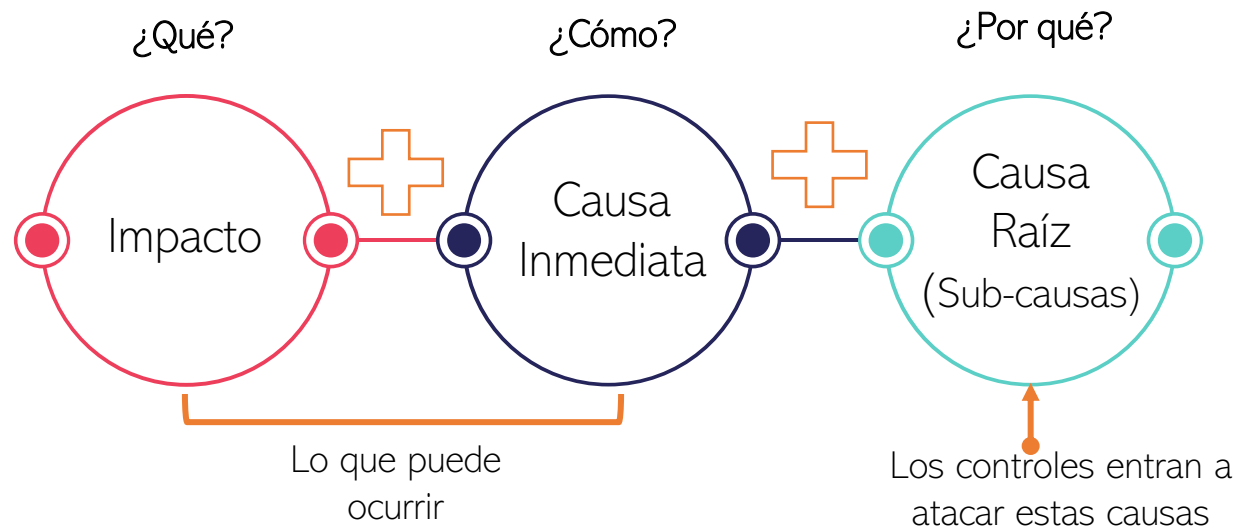 ¿Qué?
¿Cómo?
¿Por qué?
Impacto
Causa
Inmediata
Causa
Raíz
(Sub-causas)
Lo que puede
ocurrir
Los controles entran a
atacar estas causas